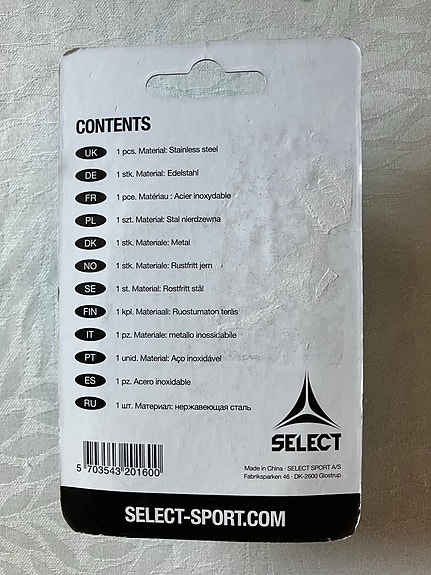 CONTENTS
UK 1 pcs. Material: Stainless steel
DE 1 stk. Material: Edelstahl
FR 1 pce. Matériau : Acier inoxydable
PL 1 szt. Material: Stal nierdzewna
DK 1 stk. Materiale: Metal
NO 1 stk. Materiale: Rustfritt jern
SE 1 st. Material: Rostfritt stål
FIN 1 kpl. Materiaali: Ruostumaton teräs
IT 1 pz. Materiale: metallo inossidabile
PT 1 unid. Material: Aço inoxidável
ES 1 pz. Acero inoxidable
RU 1 шт. Материал: нержавеющая сталь
SELECT
5 703543 201600
Made in China · SELECT SPORT A/S
Fabriksparken 46 · DK-2600 Glostrup
SELECT-SPORT.COM